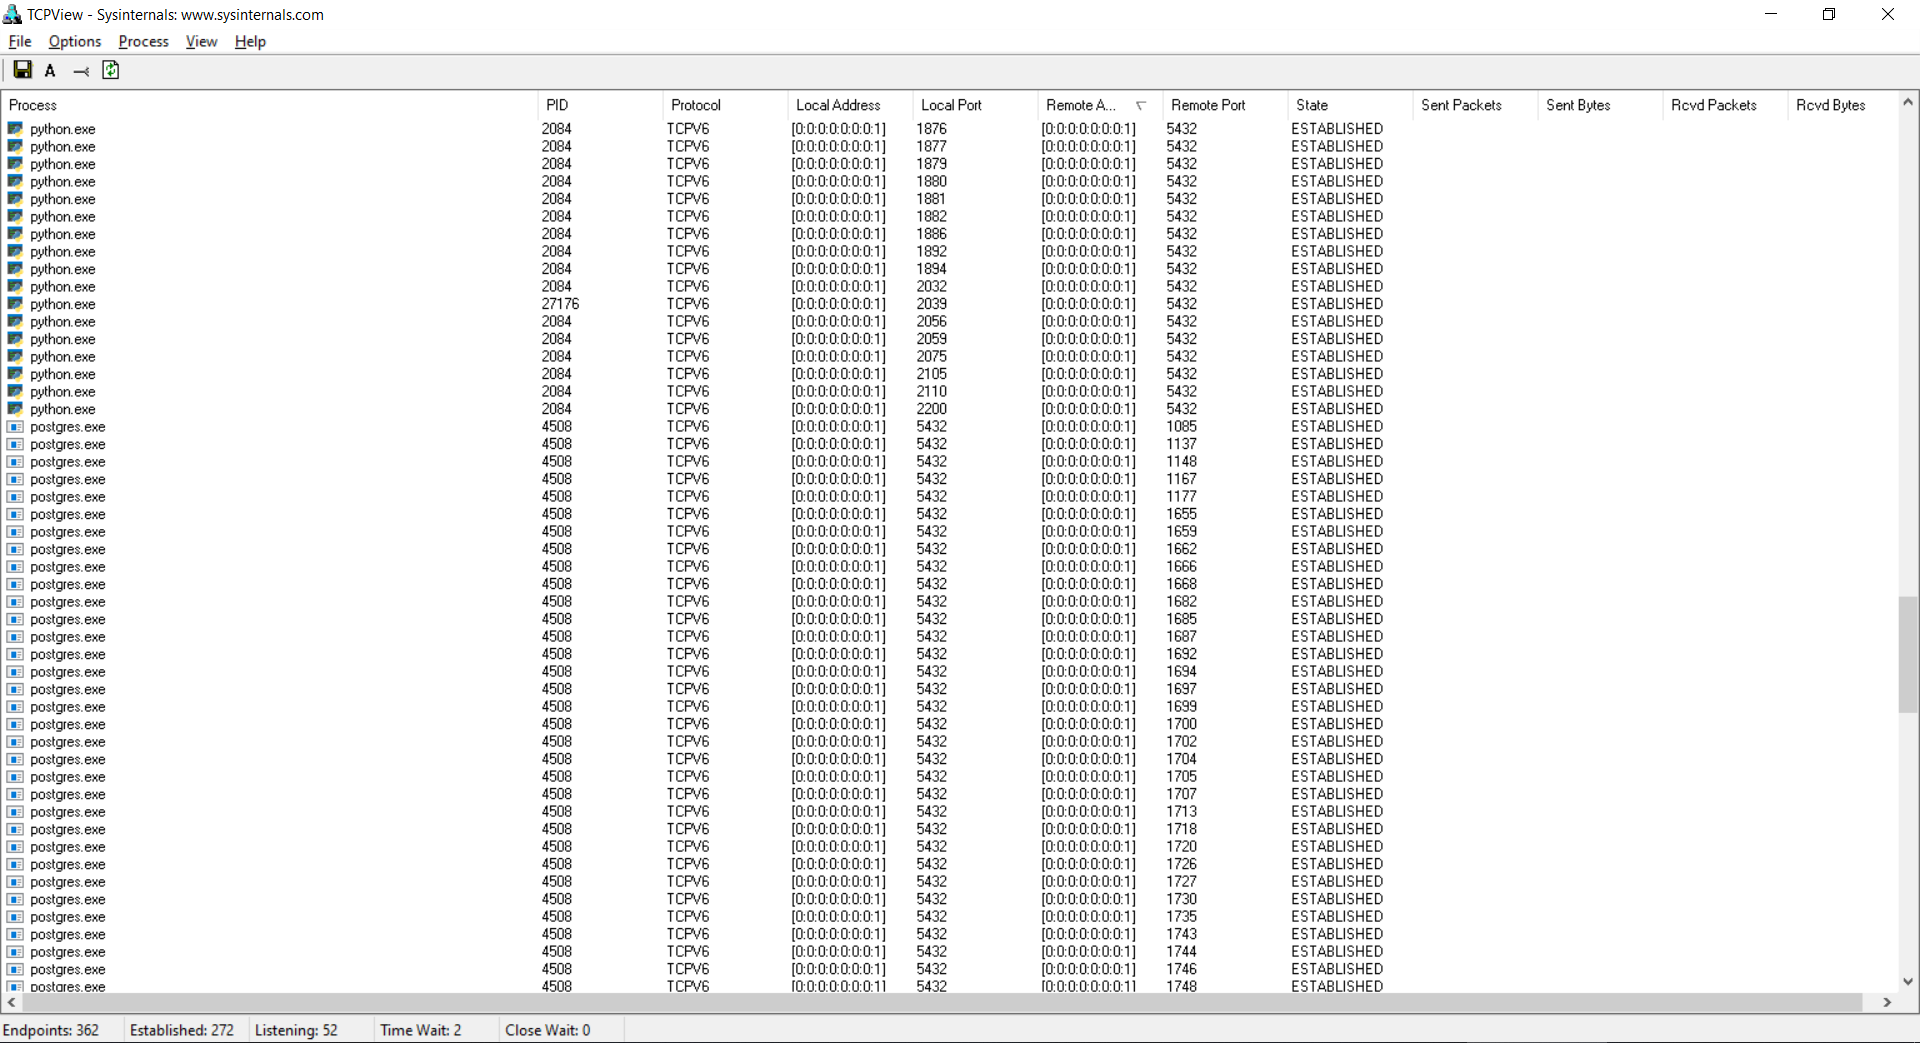 TCPView - Sysinternals: www.sysinternals.com
File Options Process View Help
A
Process PID Protocol Local Address Local Port Remote A... Remote Port State Sent Packets Sent Bytes Rcvd Packets Rcvd Bytes
python.exe 2084 TCPV6 [0:0:0:0:0:0:0:1] 1876 [0:0:0:0:0:0:0:1] 5432 ESTABLISHED
python.exe 2084 TCPV6 [0:0:0:0:0:0:0:1] 1877 [0:0:0:0:0:0:0:1] 5432 ESTABLISHED
python.exe 2084 TCPV6 [0:0:0:0:0:0:0:1] 1879 [0:0:0:0:0:0:0:1] 5432 ESTABLISHED
python.exe 2084 TCPV6 [0:0:0:0:0:0:0:1] 1880 [0:0:0:0:0:0:0:1] 5432 ESTABLISHED
python.exe 2084 TCPV6 [0:0:0:0:0:0:0:1] 1881 [0:0:0:0:0:0:0:1] 5432 ESTABLISHED
python.exe 2084 TCPV6 [0:0:0:0:0:0:0:1] 1882 [0:0:0:0:0:0:0:1] 5432 ESTABLISHED
python.exe 2084 TCPV6 [0:0:0:0:0:0:0:1] 1886 [0:0:0:0:0:0:0:1] 5432 ESTABLISHED
python.exe 2084 TCPV6 [0:0:0:0:0:0:0:1] 1892 [0:0:0:0:0:0:0:1] 5432 ESTABLISHED
python.exe 2084 TCPV6 [0:0:0:0:0:0:0:1] 1894 [0:0:0:0:0:0:0:1] 5432 ESTABLISHED
python.exe 2084 TCPV6 [0:0:0:0:0:0:0:1] 2032 [0:0:0:0:0:0:0:1] 5432 ESTABLISHED
python.exe 27176 TCPV6 [0:0:0:0:0:0:0:1] 2039 [0:0:0:0:0:0:0:1] 5432 ESTABLISHED
python.exe 2084 TCPV6 [0:0:0:0:0:0:0:1] 2056 [0:0:0:0:0:0:0:1] 5432 ESTABLISHED
python.exe 2084 TCPV6 [0:0:0:0:0:0:0:1] 2059 [0:0:0:0:0:0:0:1] 5432 ESTABLISHED
python.exe 2084 TCPV6 [0:0:0:0:0:0:0:1] 2075 [0:0:0:0:0:0:0:1] 5432 ESTABLISHED
python.exe 2084 TCPV6 [0:0:0:0:0:0:0:1] 2105 [0:0:0:0:0:0:0:1] 5432 ESTABLISHED
python.exe 2084 TCPV6 [0:0:0:0:0:0:0:1] 2110 [0:0:0:0:0:0:0:1] 5432 ESTABLISHED
python.exe 2084 TCPV6 [0:0:0:0:0:0:0:1] 2200 [0:0:0:0:0:0:0:1] 5432 ESTABLISHED
postgres.exe 4508 TCPV6 [0:0:0:0:0:0:0:1] 5432 [0:0:0:0:0:0:0:1] 1085 ESTABLISHED
postgres.exe 4508 TCPV6 [0:0:0:0:0:0:0:1] 5432 [0:0:0:0:0:0:0:1] 1137 ESTABLISHED
postgres.exe 4508 TCPV6 [0:0:0:0:0:0:0:1] 5432 [0:0:0:0:0:0:0:1] 1148 ESTABLISHED
postgres.exe 4508 TCPV6 [0:0:0:0:0:0:0:1] 5432 [0:0:0:0:0:0:0:1] 1167 ESTABLISHED
postgres.exe 4508 TCPV6 [0:0:0:0:0:0:0:1] 5432 [0:0:0:0:0:0:0:1] 1177 ESTABLISHED
postgres.exe 4508 TCPV6 [0:0:0:0:0:0:0:1] 5432 [0:0:0:0:0:0:0:1] 1655 ESTABLISHED
postgres.exe 4508 TCPV6 [0:0:0:0:0:0:0:1] 5432 [0:0:0:0:0:0:0:1] 1659 ESTABLISHED
postgres.exe 4508 TCPV6 [0:0:0:0:0:0:0:1] 5432 [0:0:0:0:0:0:0:1] 1662 ESTABLISHED
postgres.exe 4508 TCPV6 [0:0:0:0:0:0:0:1] 5432 [0:0:0:0:0:0:0:1] 1666 ESTABLISHED
postgres.exe 4508 TCPV6 [0:0:0:0:0:0:0:1] 5432 [0:0:0:0:0:0:0:1] 1668 ESTABLISHED
postgres.exe 4508 TCPV6 [0:0:0:0:0:0:0:1] 5432 [0:0:0:0:0:0:0:1] 1682 ESTABLISHED
postgres.exe 4508 TCPV6 [0:0:0:0:0:0:0:1] 5432 [0:0:0:0:0:0:0:1] 1685 ESTABLISHED
postgres.exe 4508 TCPV6 [0:0:0:0:0:0:0:1] 5432 [0:0:0:0:0:0:0:1] 1687 ESTABLISHED
postgres.exe 4508 TCPV6 [0:0:0:0:0:0:0:1] 5432 [0:0:0:0:0:0:0:1] 1692 ESTABLISHED
postgres.exe 4508 TCPV6 [0:0:0:0:0:0:0:1] 5432 [0:0:0:0:0:0:0:1] 1694 ESTABLISHED
postgres.exe 4508 TCPV6 [0:0:0:0:0:0:0:1] 5432 [0:0:0:0:0:0:0:1] 1697 ESTABLISHED
postgres.exe 4508 TCPV6 [0:0:0:0:0:0:0:1] 5432 [0:0:0:0:0:0:0:1] 1699 ESTABLISHED
postgres.exe 4508 TCPV6 [0:0:0:0:0:0:0:1] 5432 [0:0:0:0:0:0:0:1] 1700 ESTABLISHED
postgres.exe 4508 TCPV6 [0:0:0:0:0:0:0:1] 5432 [0:0:0:0:0:0:0:1] 1702 ESTABLISHED
postgres.exe 4508 TCPV6 [0:0:0:0:0:0:0:1] 5432 [0:0:0:0:0:0:0:1] 1704 ESTABLISHED
postgres.exe 4508 TCPV6 [0:0:0:0:0:0:0:1] 5432 [0:0:0:0:0:0:0:1] 1705 ESTABLISHED
postgres.exe 4508 TCPV6 [0:0:0:0:0:0:0:1] 5432 [0:0:0:0:0:0:0:1] 1707 ESTABLISHED
postgres.exe 4508 TCPV6 [0:0:0:0:0:0:0:1] 5432 [0:0:0:0:0:0:0:1] 1713 ESTABLISHED
postgres.exe 4508 TCPV6 [0:0:0:0:0:0:0:1] 5432 [0:0:0:0:0:0:0:1] 1718 ESTABLISHED
postgres.exe 4508 TCPV6 [0:0:0:0:0:0:0:1] 5432 [0:0:0:0:0:0:0:1] 1720 ESTABLISHED
postgres.exe 4508 TCPV6 [0:0:0:0:0:0:0:1] 5432 [0:0:0:0:0:0:0:1] 1726 ESTABLISHED
postgres.exe 4508 TCPV6 [0:0:0:0:0:0:0:1] 5432 [0:0:0:0:0:0:0:1] 1727 ESTABLISHED
postgres.exe 4508 TCPV6 [0:0:0:0:0:0:0:1] 5432 [0:0:0:0:0:0:0:1] 1730 ESTABLISHED
postgres.exe 4508 TCPV6 [0:0:0:0:0:0:0:1] 5432 [0:0:0:0:0:0:0:1] 1735 ESTABLISHED
postgres.exe 4508 TCPV6 [0:0:0:0:0:0:0:1] 5432 [0:0:0:0:0:0:0:1] 1743 ESTABLISHED
postgres.exe 4508 TCPV6 [0:0:0:0:0:0:0:1] 5432 [0:0:0:0:0:0:0:1] 1744 ESTABLISHED
postgres.exe 4508 TCPV6 [0:0:0:0:0:0:0:1] 5432 [0:0:0:0:0:0:0:1] 1746 ESTABLISHED
postgres.exe 4508 TCPV6 [0:0:0:0:0:0:0:1] 5432 [0:0:0:0:0:0:0:1] 1748 ESTABLISHED
Endpoints: 362 Established: 272 Listening: 52 Time Wait: 2 Close Wait: 0